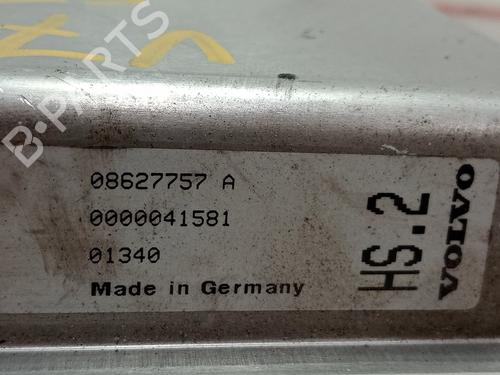 B-PARTS
08627757 A
0000041581
01340
Made in Germany
HS.2
VOLVO